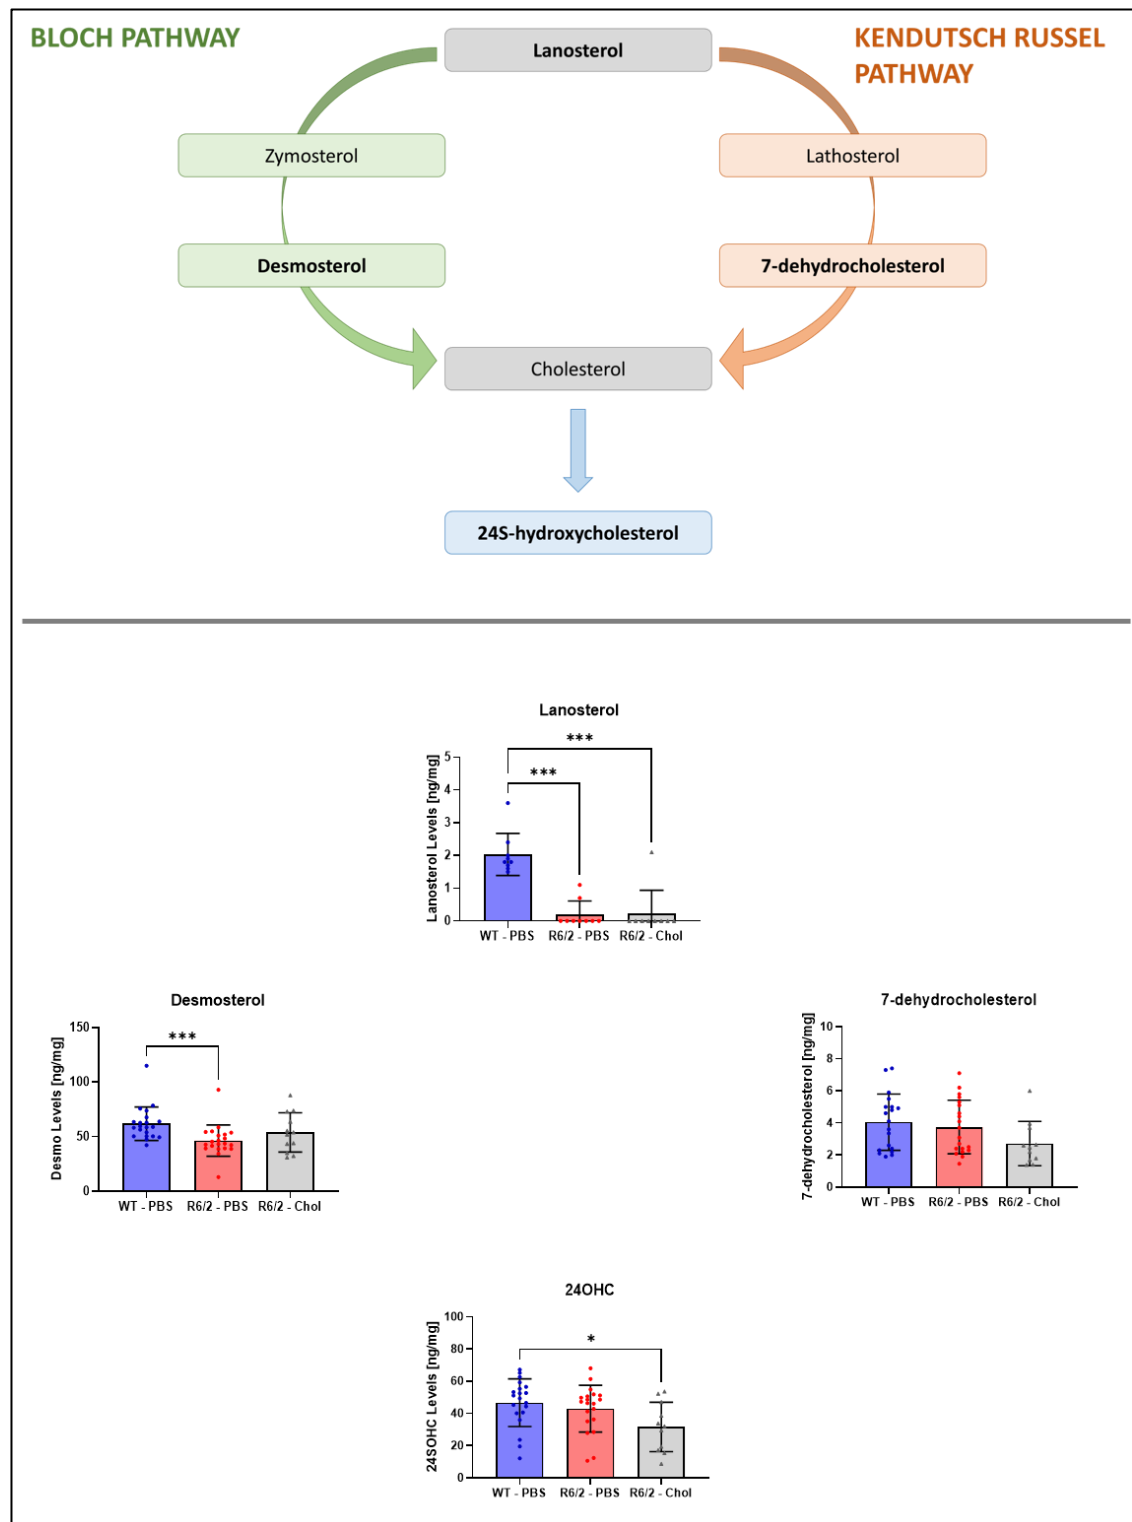 BLOCH PATHWAY
Lanosterol
KENDUTSCH RUSSEL
PATHWAY
Zymosterol
Lathosterol
Desmosterol
7-dehydrocholesterol
Cholesterol
24S-hydroxycholesterol
Lanosterol
Lanosterol Levels [ng/mg]
5
4
3
2
1
0
***
***
WT - PBS R6/2 - PBS R6/2 - Chol
Desmosterol
Desmo Levels [ng/mg]
150
100
50
0
***
WT - PBS R6/2 - PBS R6/2 - Chol
7-dehydrocholesterol
7-dehydrocholesterol [ng/mg]
10
8
6
4
2
0
WT - PBS R6/2 - PBS R6/2 - Chol
24OHC
24SOHC Levels [ng/mg]
100
80
60
40
20
0
*
WT - PBS R6/2 - PBS R6/2 - Chol